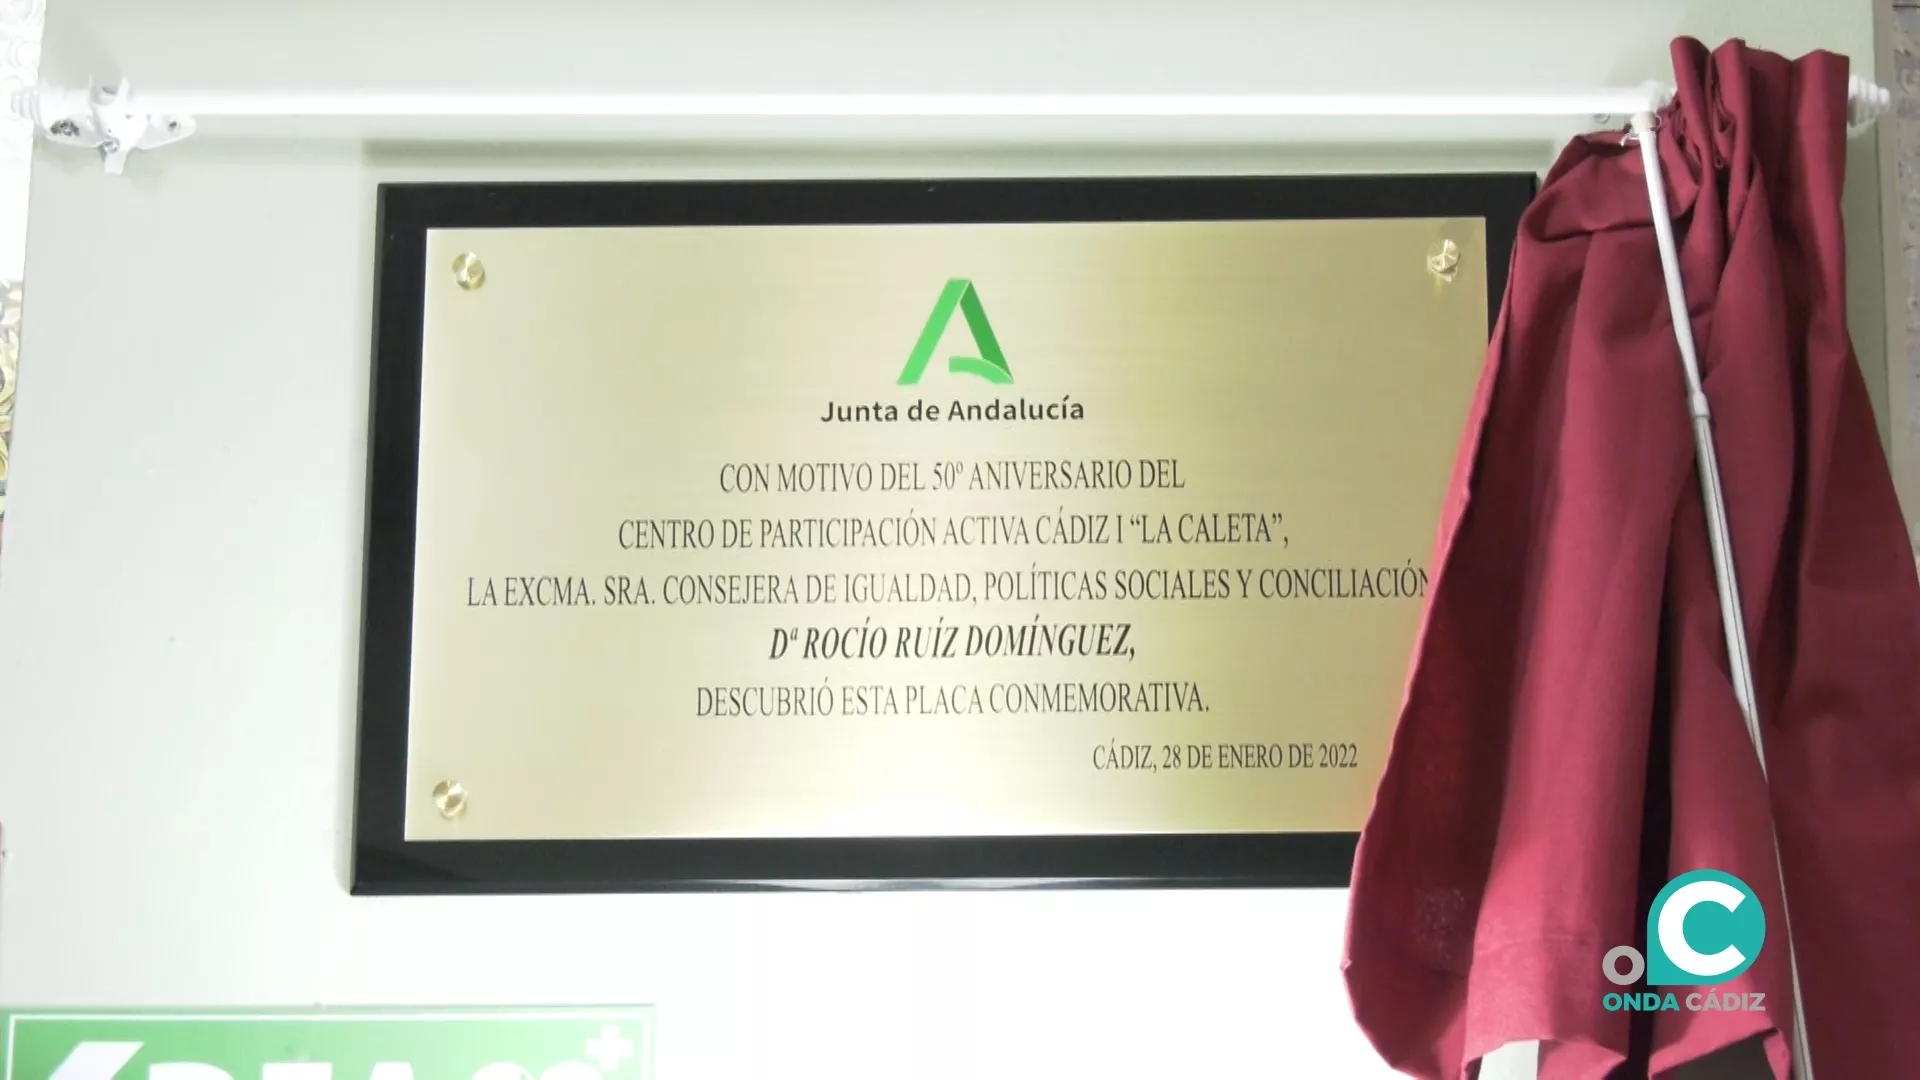 Junta de Andalucía
CON MOTIVO DEL 50º ANIVERSARIO DEL
CENTRO DE PARTICIPACIÓN ACTIVA CÁDIZ I “LA CALETA”,
LA EXCMA. SRA. CONSEJERA DE IGUALDAD, POLÍTICAS SOCIALES Y CONCILIACIÓN
Dª ROCÍO RUÍZ DOMÍNGUEZ,
DESCUBRIÓ ESTA PLACA CONMEMORATIVA.
CÁDIZ, 28 DE ENERO DE 2022
OC
ONDA CÁDIZ